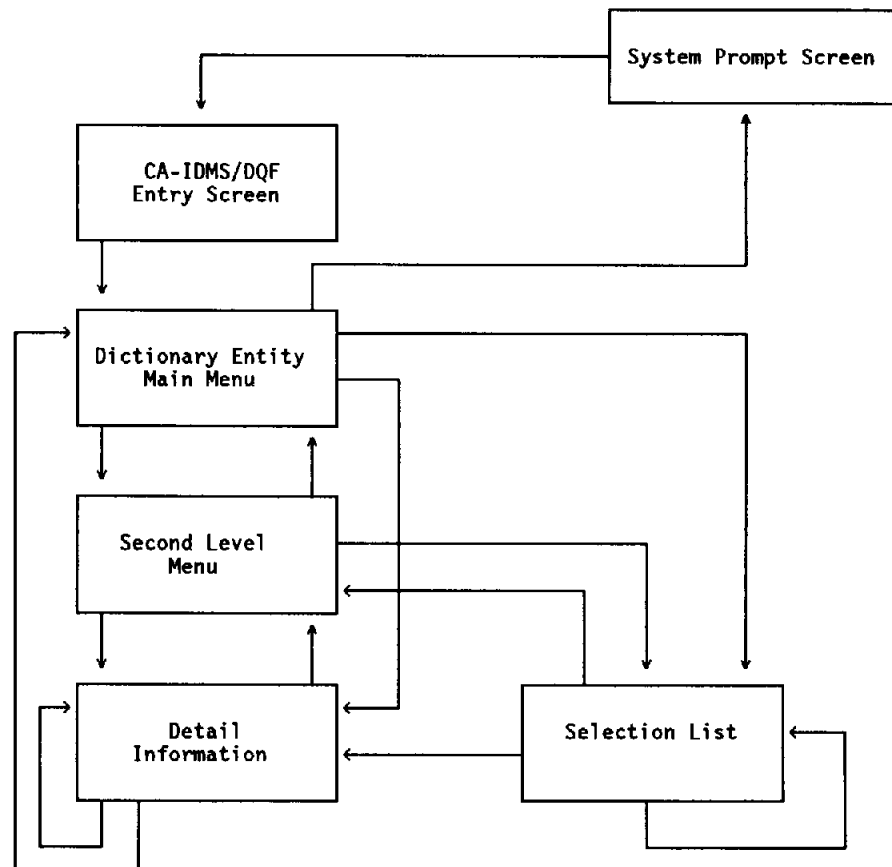 System Prompt Screen
CA-IDMS/DQF
Entry Screen
Dictionary Entity
Main Menu
Second Level
Menu
Detail
Information
Selection List